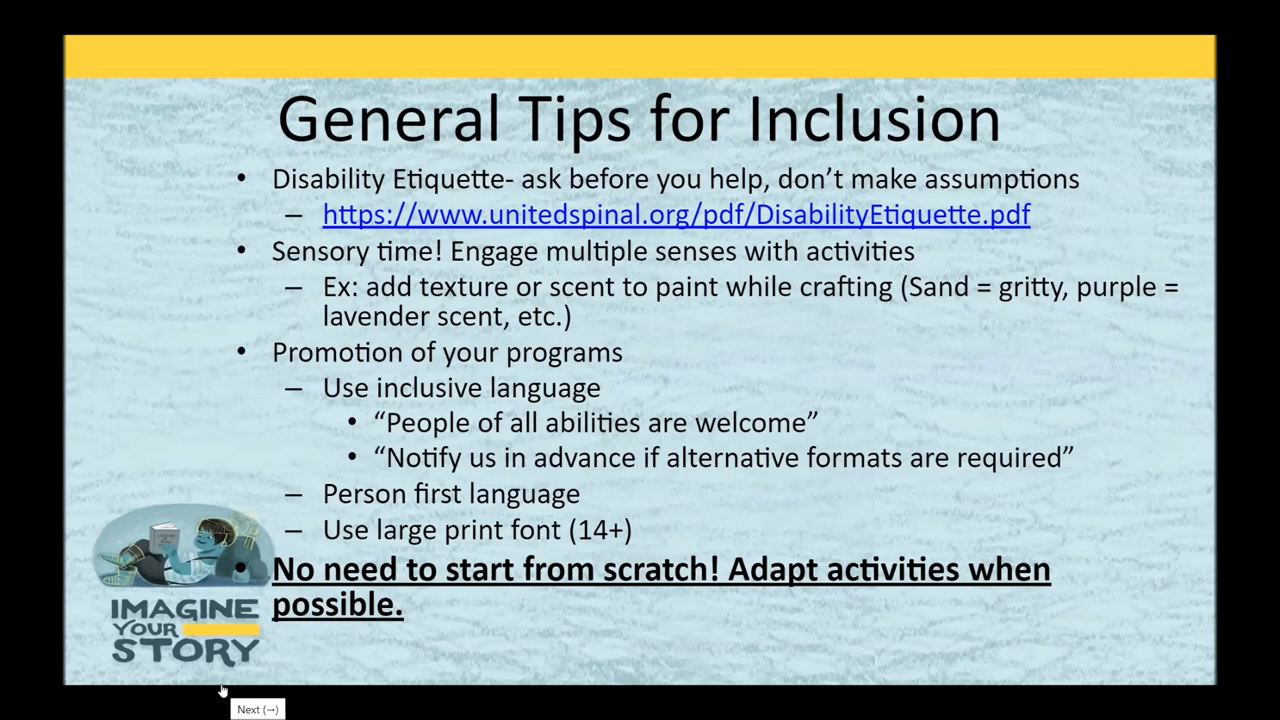 General Tips for Inclusion
• Disability Etiquette- ask before you help, don’t make assumptions
– https://www.unitedspinal.org/pdf/DisabilityEtiquette.pdf
• Sensory time! Engage multiple senses with activities
– Ex: add texture or scent to paint while crafting (Sand = gritty, purple =
lavender scent, etc.)
• Promotion of your programs
– Use inclusive language
• “People of all abilities are welcome”
• “Notify us in advance if alternative formats are required”
– Person first language
– Use large print font (14+)
• No need to start from scratch! Adapt activities when
possible.
IMAGINE
YOUR
STORY
Next (→)